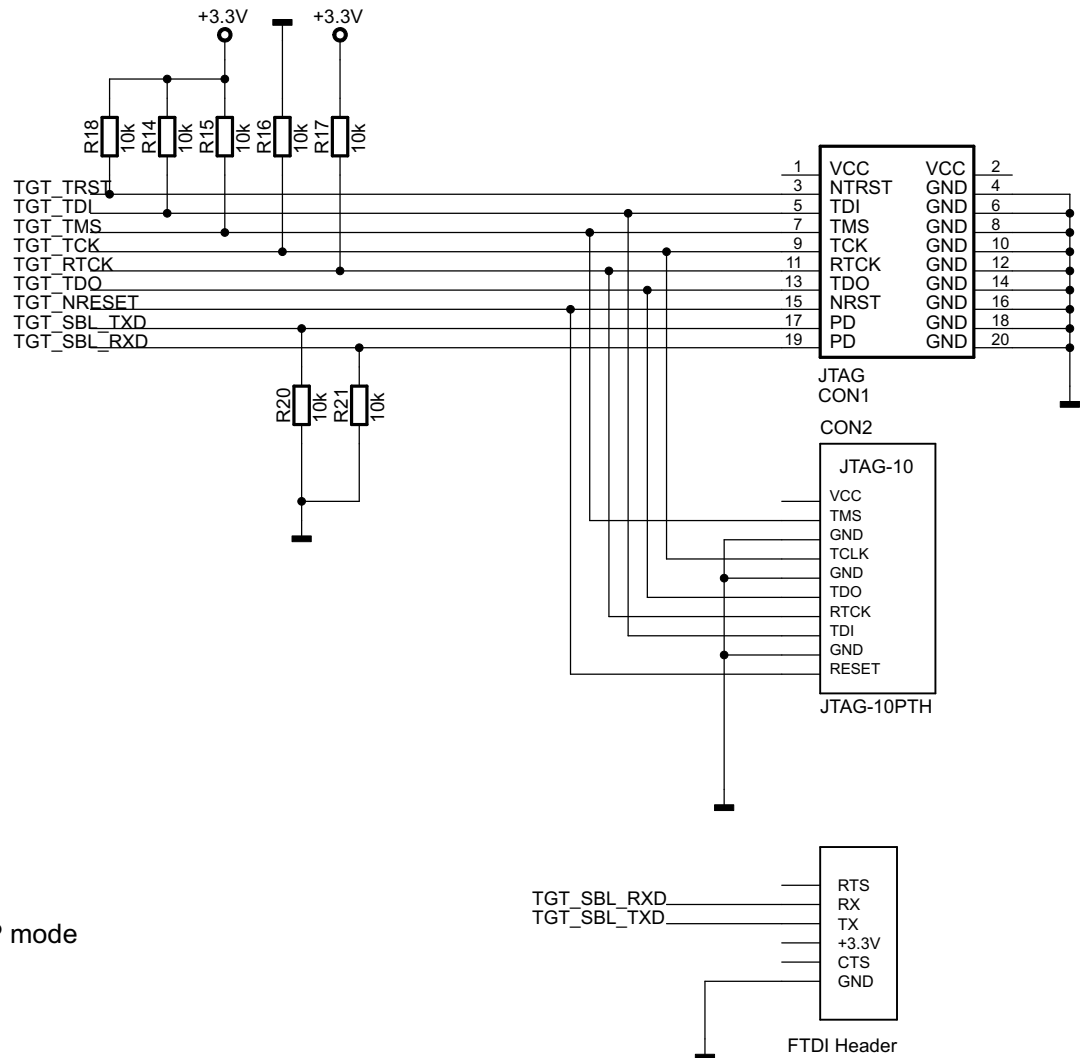 +3.3V
+3.3V
R18
10k
R14
10k
R15
10k
R16
10k
R17
10k
TGT_TRST
TGT_TDI
TGT_TMS
TGT_TCK
TGT_RTCK
TGT_TDO
TGT_NRESET
TGT_SBL_TXD
TGT_SBL_RXD
1 VCC VCC 2
3 NTRST GND 4
5 TDI GND 6
7 TMS GND 8
9 TCK GND 10
11 RTCK GND 12
13 TDO GND 14
15 NRST GND 16
17 PD GND 18
19 PD GND 20
JTAG
CON1
R20
10k
R21
10k
CON2
JTAG-10
VCC
TMS
GND
TCLK
GND
TDO
RTCK
TDI
GND
RESET
JTAG-10PTH
mode
TGT_SBL_RXD
TGT_SBL_TXD
RTS
RX
TX
+3.3V
CTS
GND
FTDI Header